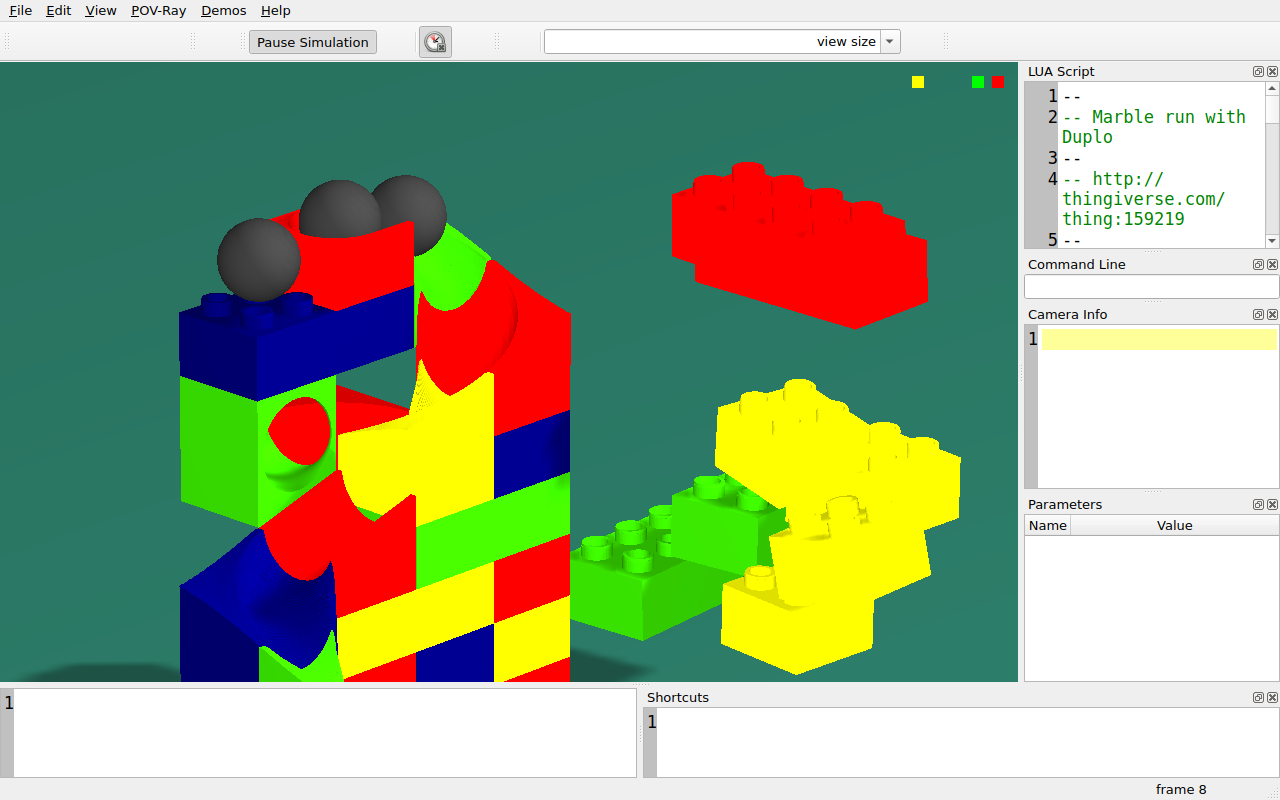 File Edit View POV-Ray Demos Help
Pause Simulation
view size
LUA Script
1 --
2 -- Marble run with
Duplo
3 --
4 -- http://
thingiverse.com/
thing:159219
5 --
Command Line
Camera Info
1
Parameters
Name Value
1
Shortcuts
1
frame 8